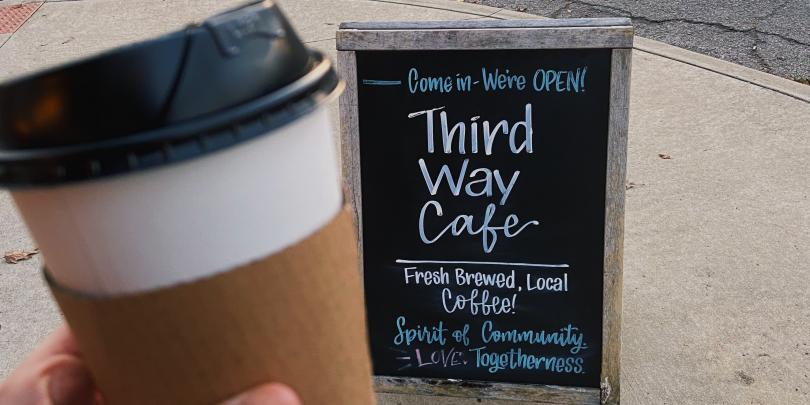 Come in - We're OPEN!
Third
Way
Cafe
Fresh Brewed, Local
Coffee!
Spirit of Community.
LOVE. Togetherness.